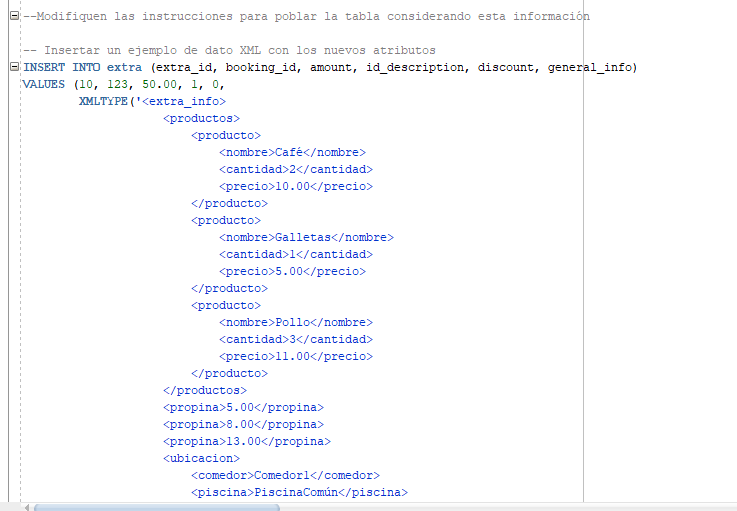 --Modifiquen las instrucciones para poblar la tabla considerando esta información
-- Insertar un ejemplo de dato XML con los nuevos atributos
INSERT INTO extra (extra_id, booking_id, amount, id_description, discount, general_info)
VALUES (10, 123, 50.00, 1, 0,
XMLTYPE('<extra_info>
<productos>
<producto>
<nombre>Café</nombre>
<cantidad>2</cantidad>
<precio>10.00</precio>
</producto>
<producto>
<nombre>Galletas</nombre>
<cantidad>1</cantidad>
<precio>5.00</precio>
</producto>
<producto>
<nombre>Pollo</nombre>
<cantidad>3</cantidad>
<precio>11.00</precio>
</producto>
</productos>
<propina>5.00</propina>
<propina>8.00</propina>
<propina>13.00</propina>
<ubicacion>
<comedor>Comedor1</comedor>
<piscina>PiscinaComún</piscina>